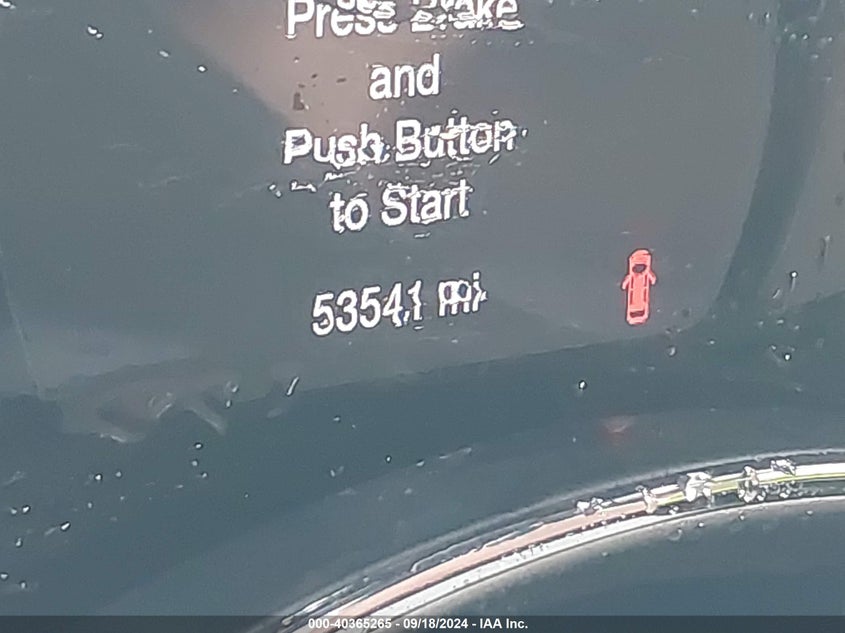 Press Brake
and
Push Button
to Start
53541 mi
000-40365265 - 09/18/2024 - IAA Inc.